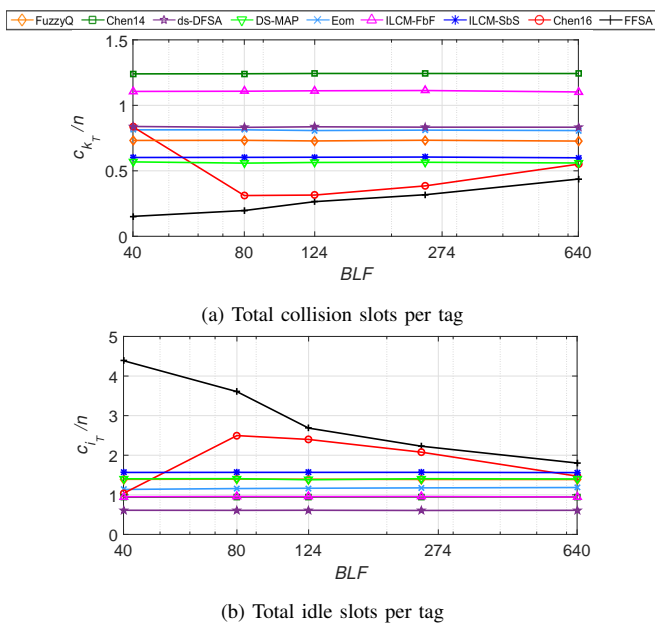 FuzzyQ Chen14 ds-DFSA DS-MAP Eom ILCM-FbF ILCM-SbS Chen16 FFSA
1.5
1
0.5
0
c_{k_T}/n
40 80 124 274 640
BLF
(a) Total collision slots per tag
5
4
3
2
1
0
c_{i_T}/n
40 80 124 274 640
BLF
(b) Total idle slots per tag